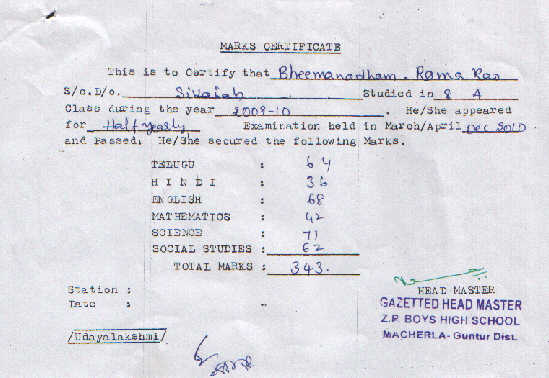 MARKS CERTIFICATE
This is to Certify that Bheemanadham. Rama Rao
S/o.D/o. Sivaiah Studied in 8 A
Class during the year 2009-10. He/She appeared
for Half yearly Examination held in March/April Dec 2010
and Passed. He/She secured the following Marks.
TELUGU : 64
H I N D I : 36
ENGLISH : 68
MATHEMATICS : 42
SCIENCE : 71
SOCIAL STUDIES : 62
TOTAL MARKS : 343.
Station :
Date :
HEAD MASTER
GAZETTED HEAD MASTER
Z.P. BOYS HIGH SCHOOL
MACHERLA - Guntur Dist.
/Udayalakshmi/